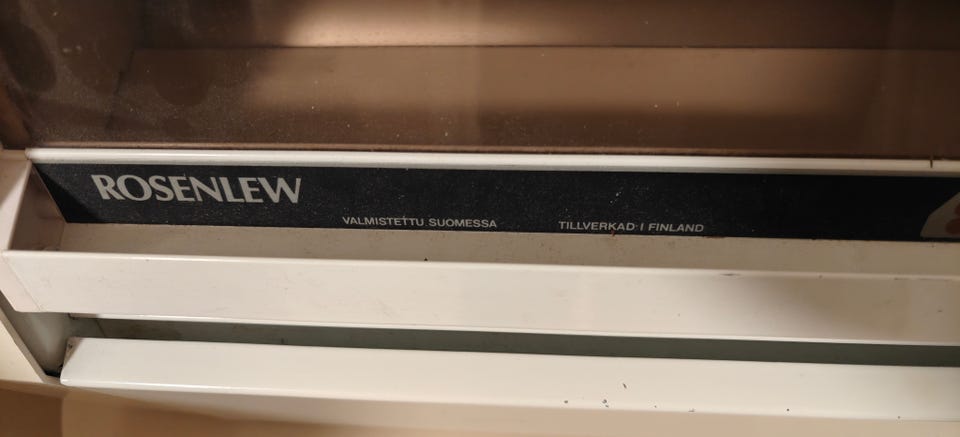 ROSENLEW
VALMISTETTU SUOMESSA TILLVERKAD I FINLAND